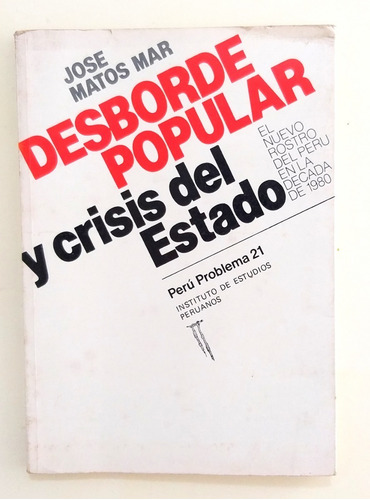 JOSE
MATOS MAR
DESBORDE
POPULAR
y crisis del
Estado
EL
NUEVO
ROSTRO
DEL PERU
EN LA
DECADA
DE 1980
Perú Problema 21
INSTITUTO DE ESTUDIOS
PERUANOS